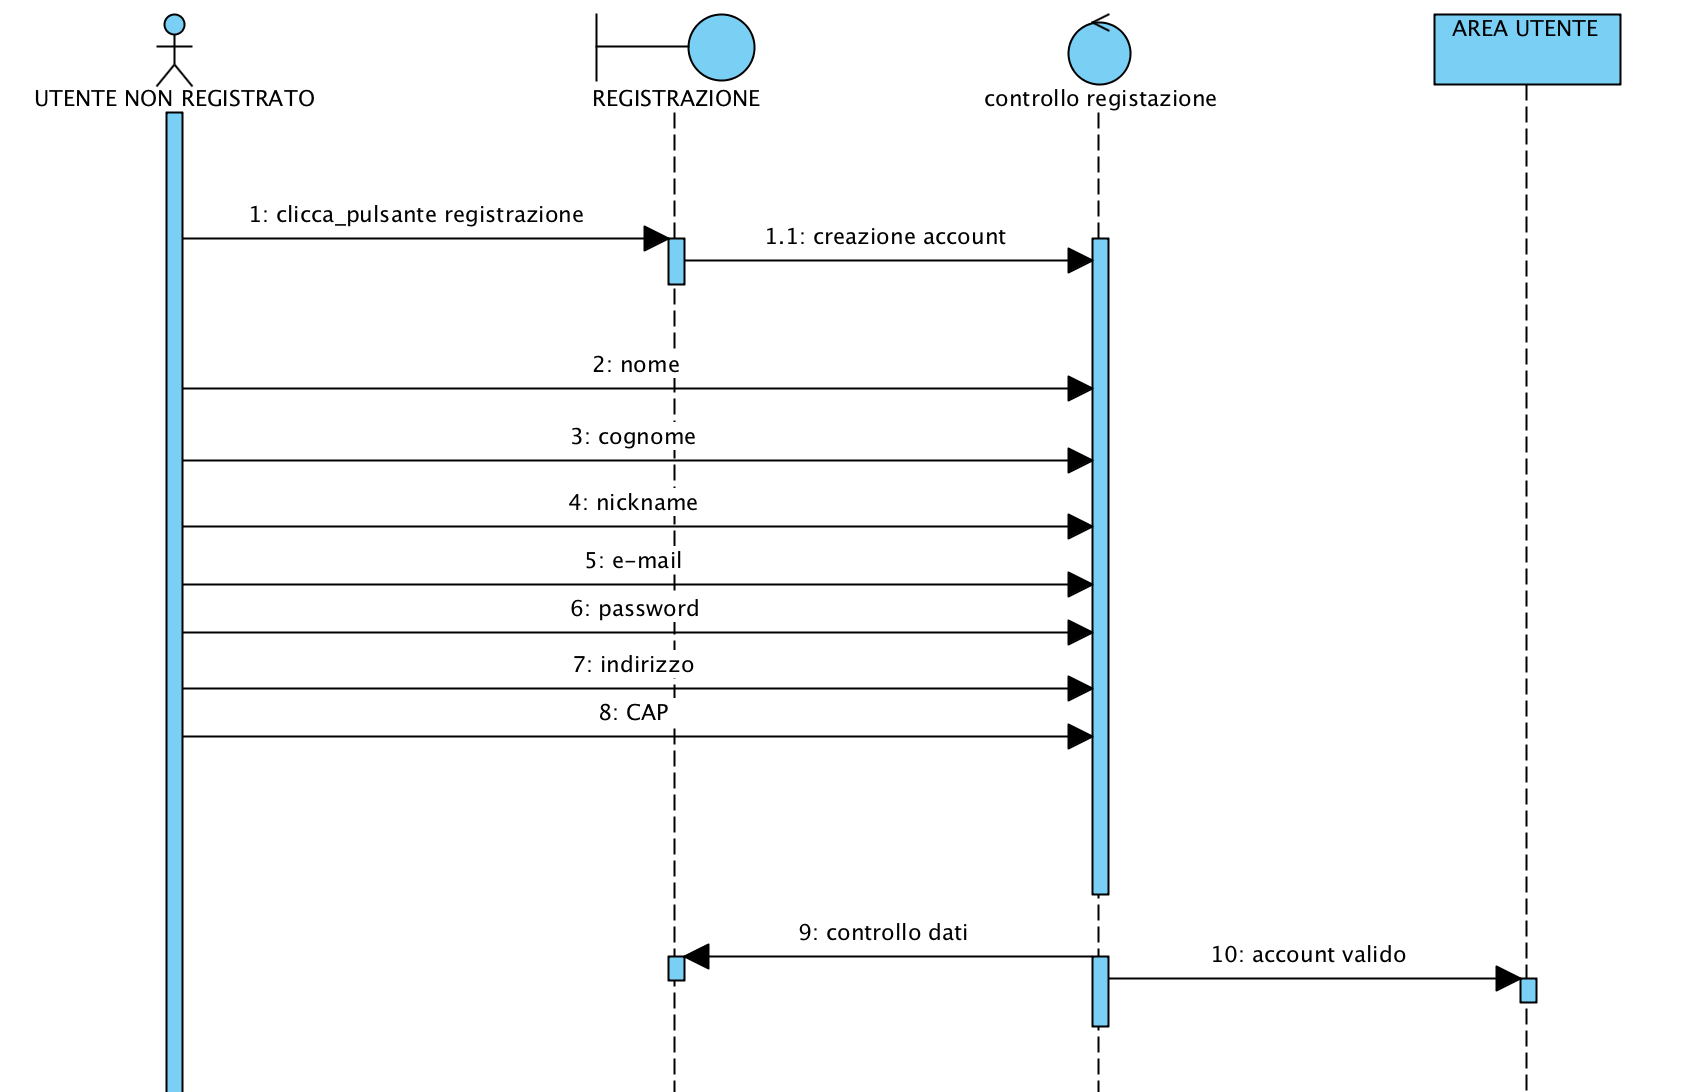 UTENTE NON REGISTRATO
REGISTRAZIONE
controllo registazione
AREA UTENTE
1: clicca_pulsante registrazione
1.1: creazione account
2: nome
3: cognome
4: nickname
5: e-mail
6: password
7: indirizzo
8: CAP
9: controllo dati
10: account valido